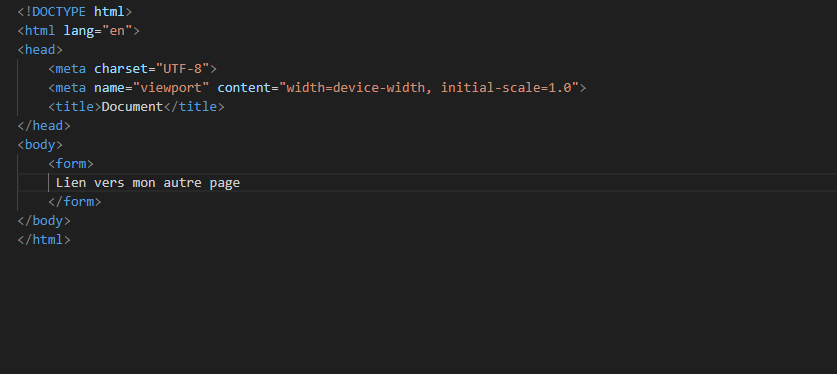 <!DOCTYPE html>
<html lang="en">
<head>
    <meta charset="UTF-8">
    <meta name="viewport" content="width=device-width, initial-scale=1.0">
    <title>Document</title>
</head>
<body>
    <form>
     Lien vers mon autre page
    </form>
</body>
</html>